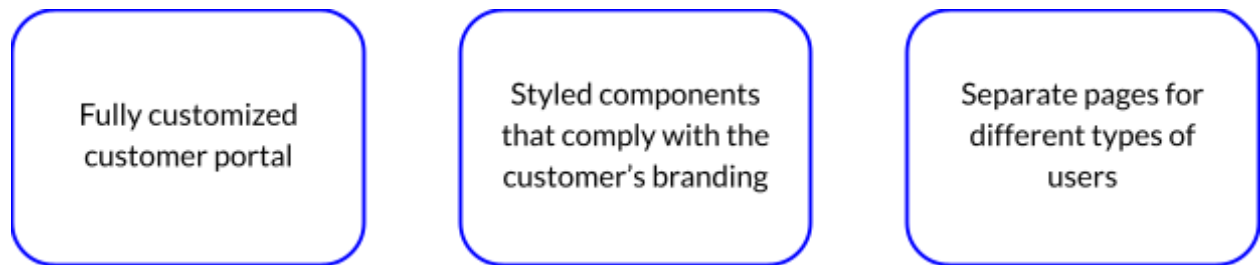 Fully customized
customer portal
Styled components
that comply with the
customer’s branding
Separate pages for
different types of
users